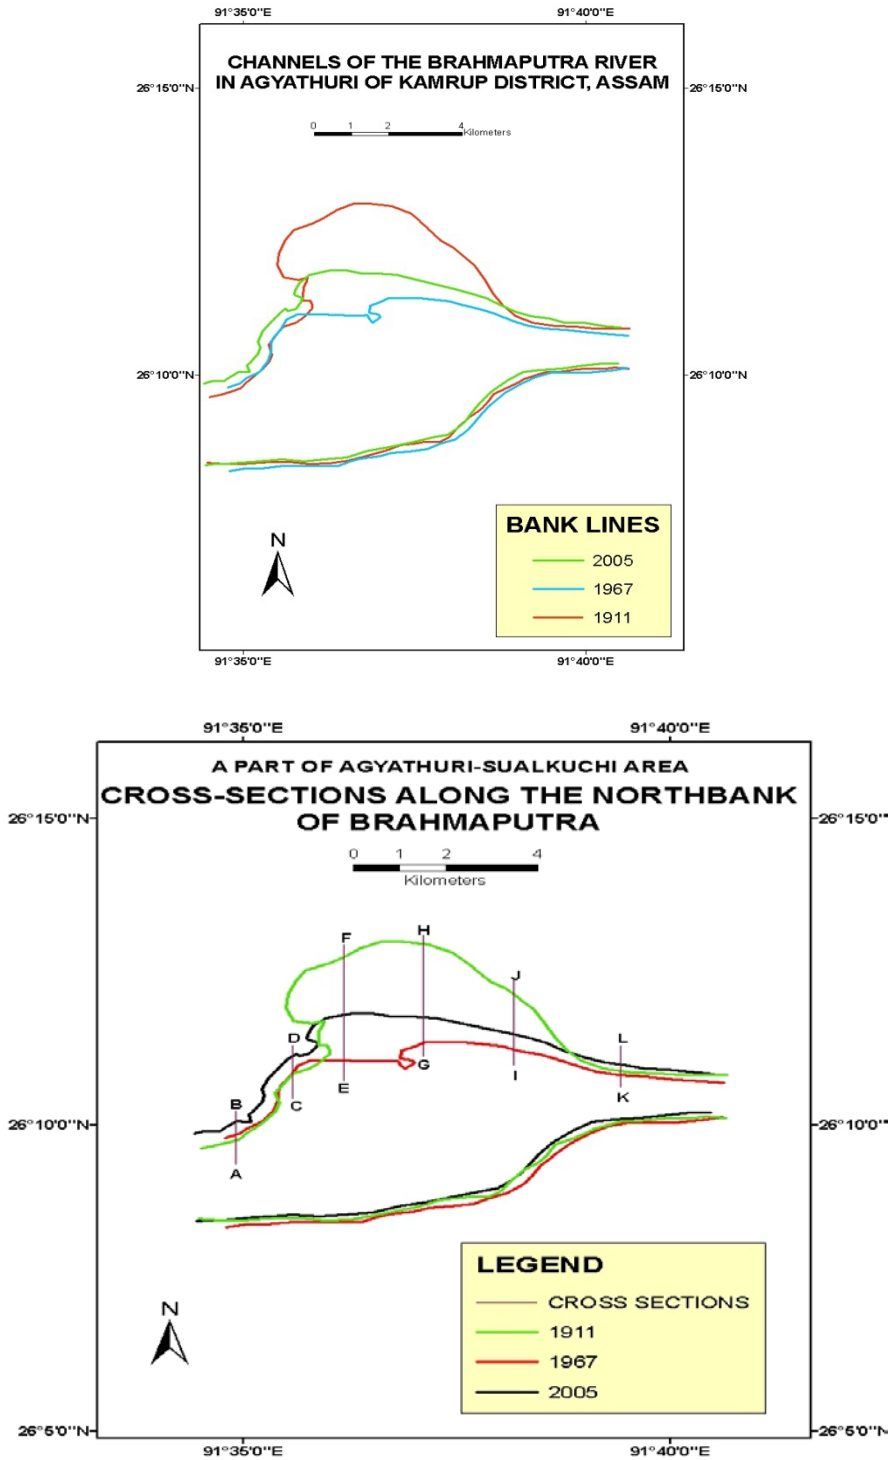 91°35'0"E 91°40'0"E
CHANNELS OF THE BRAHMAPUTRA RIVER
IN AGYATHURI OF KAMRUP DISTRICT, ASSAM
26°15'0"N 26°15'0"N
0 1 2 4
Kilometers
26°10'0"N 26°10'0"N
BANK LINES
N
2005
1967
1911
91°35'0"E 91°40'0"E
91°35'0"E 91°40'0"E
A PART OF AGYATHURI-SUALKUCHI AREA
CROSS-SECTIONS ALONG THE NORTHBANK
OF BRAHMAPUTRA
26°15'0"N 26°15'0"N
0 1 2 4
Kilometers
F H
J
D L
G
E I
B C K
26°10'0"N 26°10'0"N
A
LEGEND
N
CROSS SECTIONS
1911
1967
2005
26°5'0"N 26°5'0"N
91°35'0"E 91°40'0"E